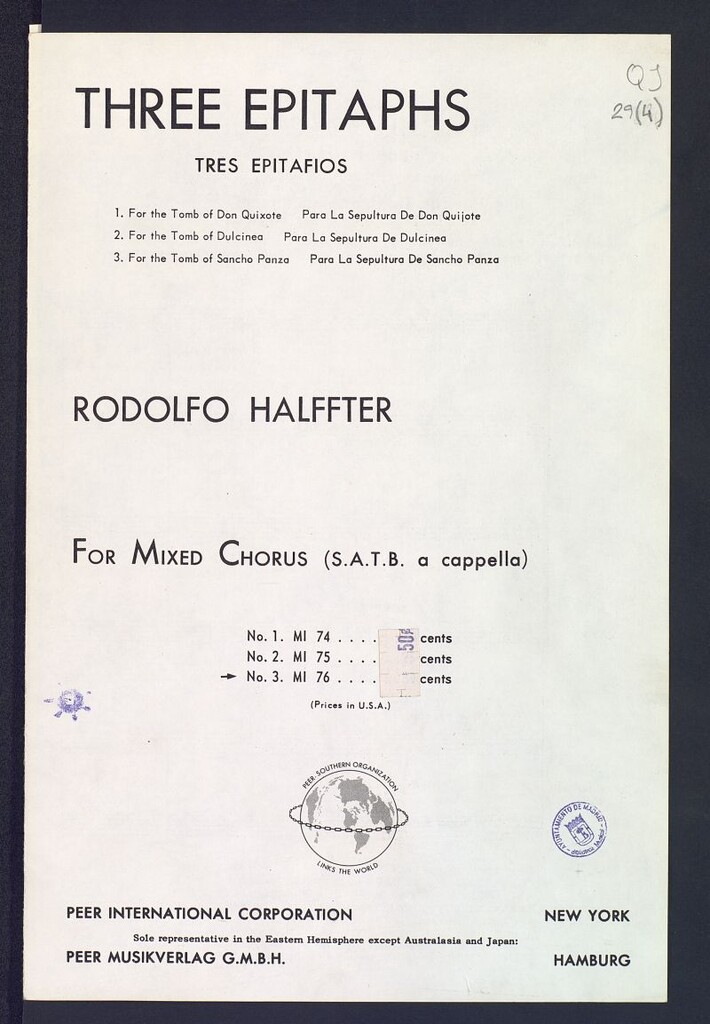 THREE EPITAPHS
QJ
29(4)
TRES EPITAFIOS
1. For the Tomb of Don Quixote Para La Sepultura De Don Quijote
2. For the Tomb of Dulcinea Para La Sepultura De Dulcinea
3. For the Tomb of Sancho Panza Para La Sepultura De Sancho Panza
RODOLFO HALFFTER
FOR MIXED CHORUS (S.A.T.B. a cappella)
No. 1. MI 74 . . . . cents
50
No. 2. MI 75 . . . . cents
→ No. 3. MI 76 . . . . cents
(Prices in U.S.A.)
PEER-SOUTHERN ORGANIZATION
LINKS THE WORLD
AYUNTAMIENTO DE MADRID
PEER INTERNATIONAL CORPORATION NEW YORK
Sole representative in the Eastern Hemisphere except Australasia and Japan:
PEER MUSIKVERLAG G.M.B.H. HAMBURG